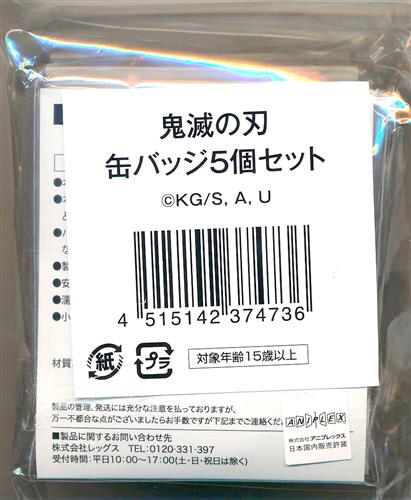 鬼滅の刃
缶バッジ5個セット
©KG/S, A, U
4 515142 374736
紙
プラ
対象年齢15歳以上
材質
製品の管理、発送には充分な注意を払っておりますが、
万一不都合な点がございましたらお手数ですが下記までご連絡くださ
■製品に関するお問い合わせ先
株式会社レッグス TEL:0120-331-397
受付時間:平日10:00〜17:00(土・日・祝日は除く)
ANIPLEX
株式会社アニプレックス
日本国内販売許諾